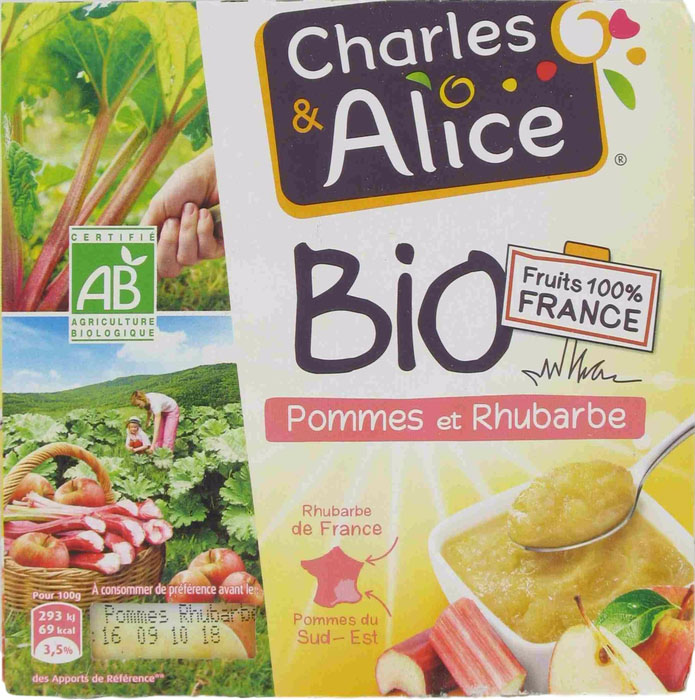 Charles
& Alice
®
Bio
Fruits 100%
FRANCE
Pommes et Rhubarbe
CERTIFIÉ
AB
AGRICULTURE
BIOLOGIQUE
Rhubarbe
de France
Pommes du
Sud-Est
Pour 100g
293 kJ
69 kcal
3,5%
des Apports de Référence**
À consommer de préférence avant le:
Pommes Rhubarbe
16 09 10 18